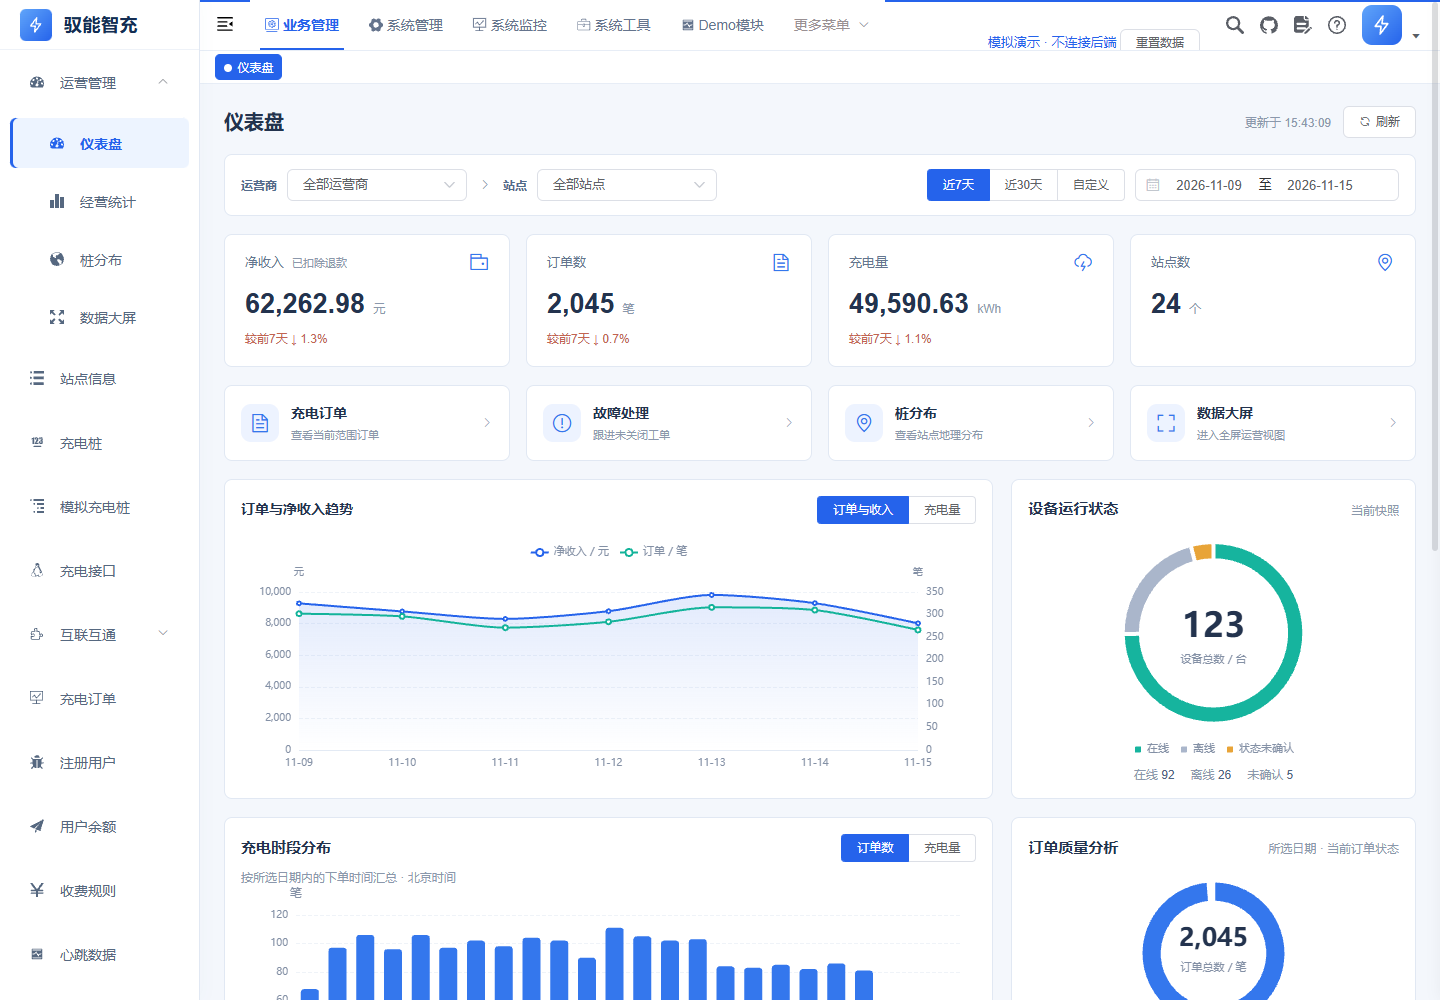 驭能智充
业务管理
系统管理
系统监控
系统工具
Demo模块
更多菜单
模拟演示 · 不连接后端
重置数据
仪表盘
运营管理
仪表盘
经营统计
桩分布
数据大屏
站点信息
充电桩
模拟充电桩
充电接口
互联互通
充电订单
注册用户
用户余额
收费规则
心跳数据
仪表盘
更新于 15:43:09
刷新
运营商
全部运营商
站点
全部站点
近7天
近30天
自定义
2026-11-09 至 2026-11-15
净收入 已扣除退款
62,262.98 元
较前7天 ↓ 1.3%
订单数
2,045 笔
较前7天 ↓ 0.7%
充电量
49,590.63 kWh
较前7天 ↓ 1.1%
站点数
24 个
充电订单
查看当前范围订单
故障处理
跟进未关闭工单
桩分布
查看站点地理分布
数据大屏
进入全屏运营视图
订单与净收入趋势
订单与收入
充电量
净收入 / 元
订单 / 笔
元
笔
10,000
8,000
6,000
4,000
2,000
0
350
300
250
200
150
100
50
0
11-09
11-10
11-11
11-12
11-13
11-14
11-15
设备运行状态
当前快照
123
设备总数 / 台
在线
离线
状态未确认
在线 92
离线 26
未确认 5
充电时段分布
订单数
充电量
按所选日期内的下单时间汇总 · 北京时间
笔
120
100
80
60
订单质量分析
所选日期 · 当前订单状态
2,045
订单总数 / 笔